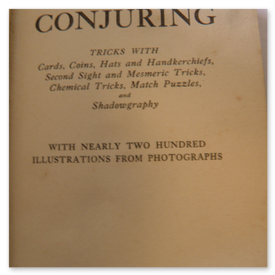 CONJURING
TRICKS WITH
Cards, Coins, Hats and Handkerchiefs,
Second Sight and Mesmeric Tricks,
Chemical Tricks, Match Puzzles,
and
Shadowgraphy
WITH NEARLY TWO HUNDRED
ILLUSTRATIONS FROM PHOTOGRAPHS